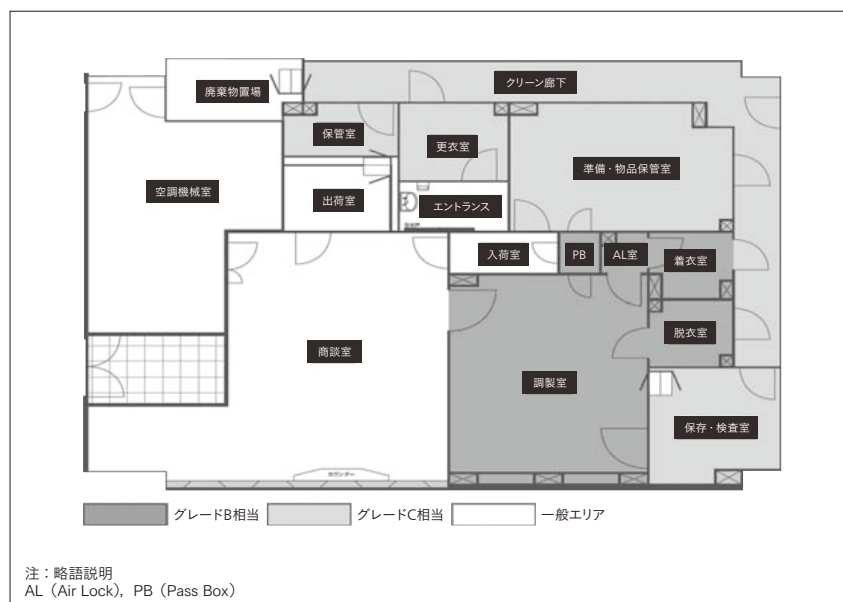 クリーン廊下
廃棄物置場
保管室
更衣室
準備・物品保管室
空調機械室
出荷室
エントランス
入荷室
PB
AL室
着衣室
脱衣室
商談室
調製室
保存・検査室
カウンター
グレードB相当
グレードC相当
一般エリア
注：略語説明
AL（Air Lock），PB（Pass Box）